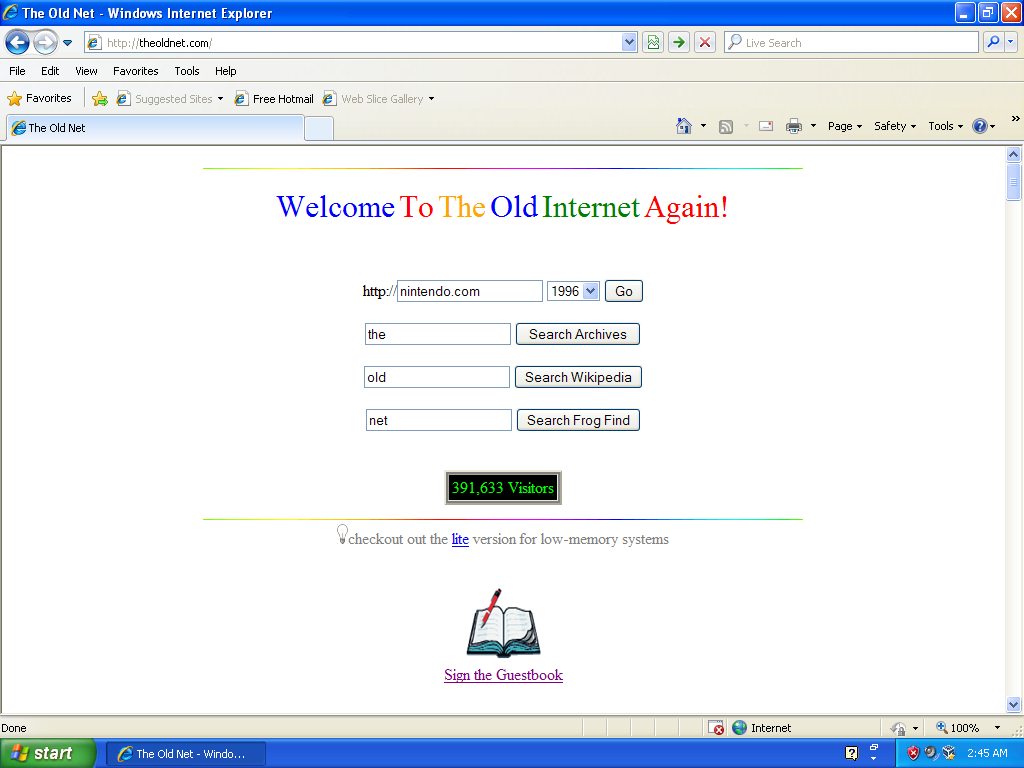 The Old Net - Windows Internet Explorer
http://theoldnet.com/
Live Search
File Edit View Favorites Tools Help
Favorites Suggested Sites Free Hotmail Web Slice Gallery
The Old Net
Page Safety Tools »
Welcome To The Old Internet Again!
http://nintendo.com 1996 Go
the Search Archives
old Search Wikipedia
net Search Frog Find
391,633 Visitors
checkout out the lite version for low-memory systems
Sign the Guestbook
Done Internet 100%
start The Old Net - Windo... 2:45 AM